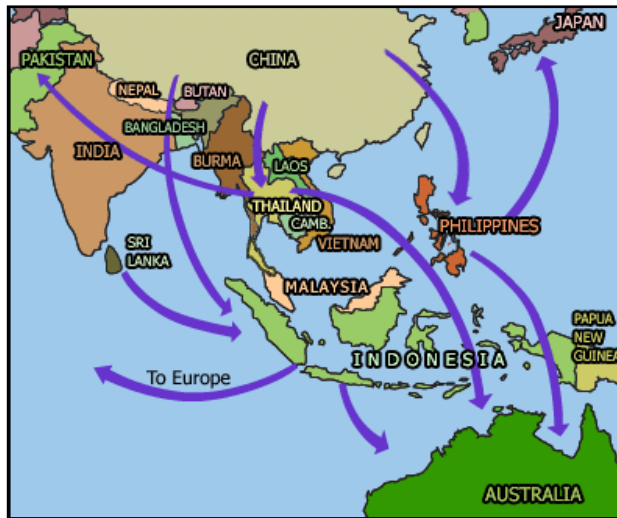 JAPAN
PAKISTAN
CHINA
NEPAL
BUTAN
BANGLADESH
INDIA
BURMA
LAOS
THAILAND
CAMB.
VIETNAM
PHILIPPINES
SRI
LANKA
MALAYSIA
PAPUA
NEW
GUINEA
INDONESIA
To Europe
AUSTRALIA